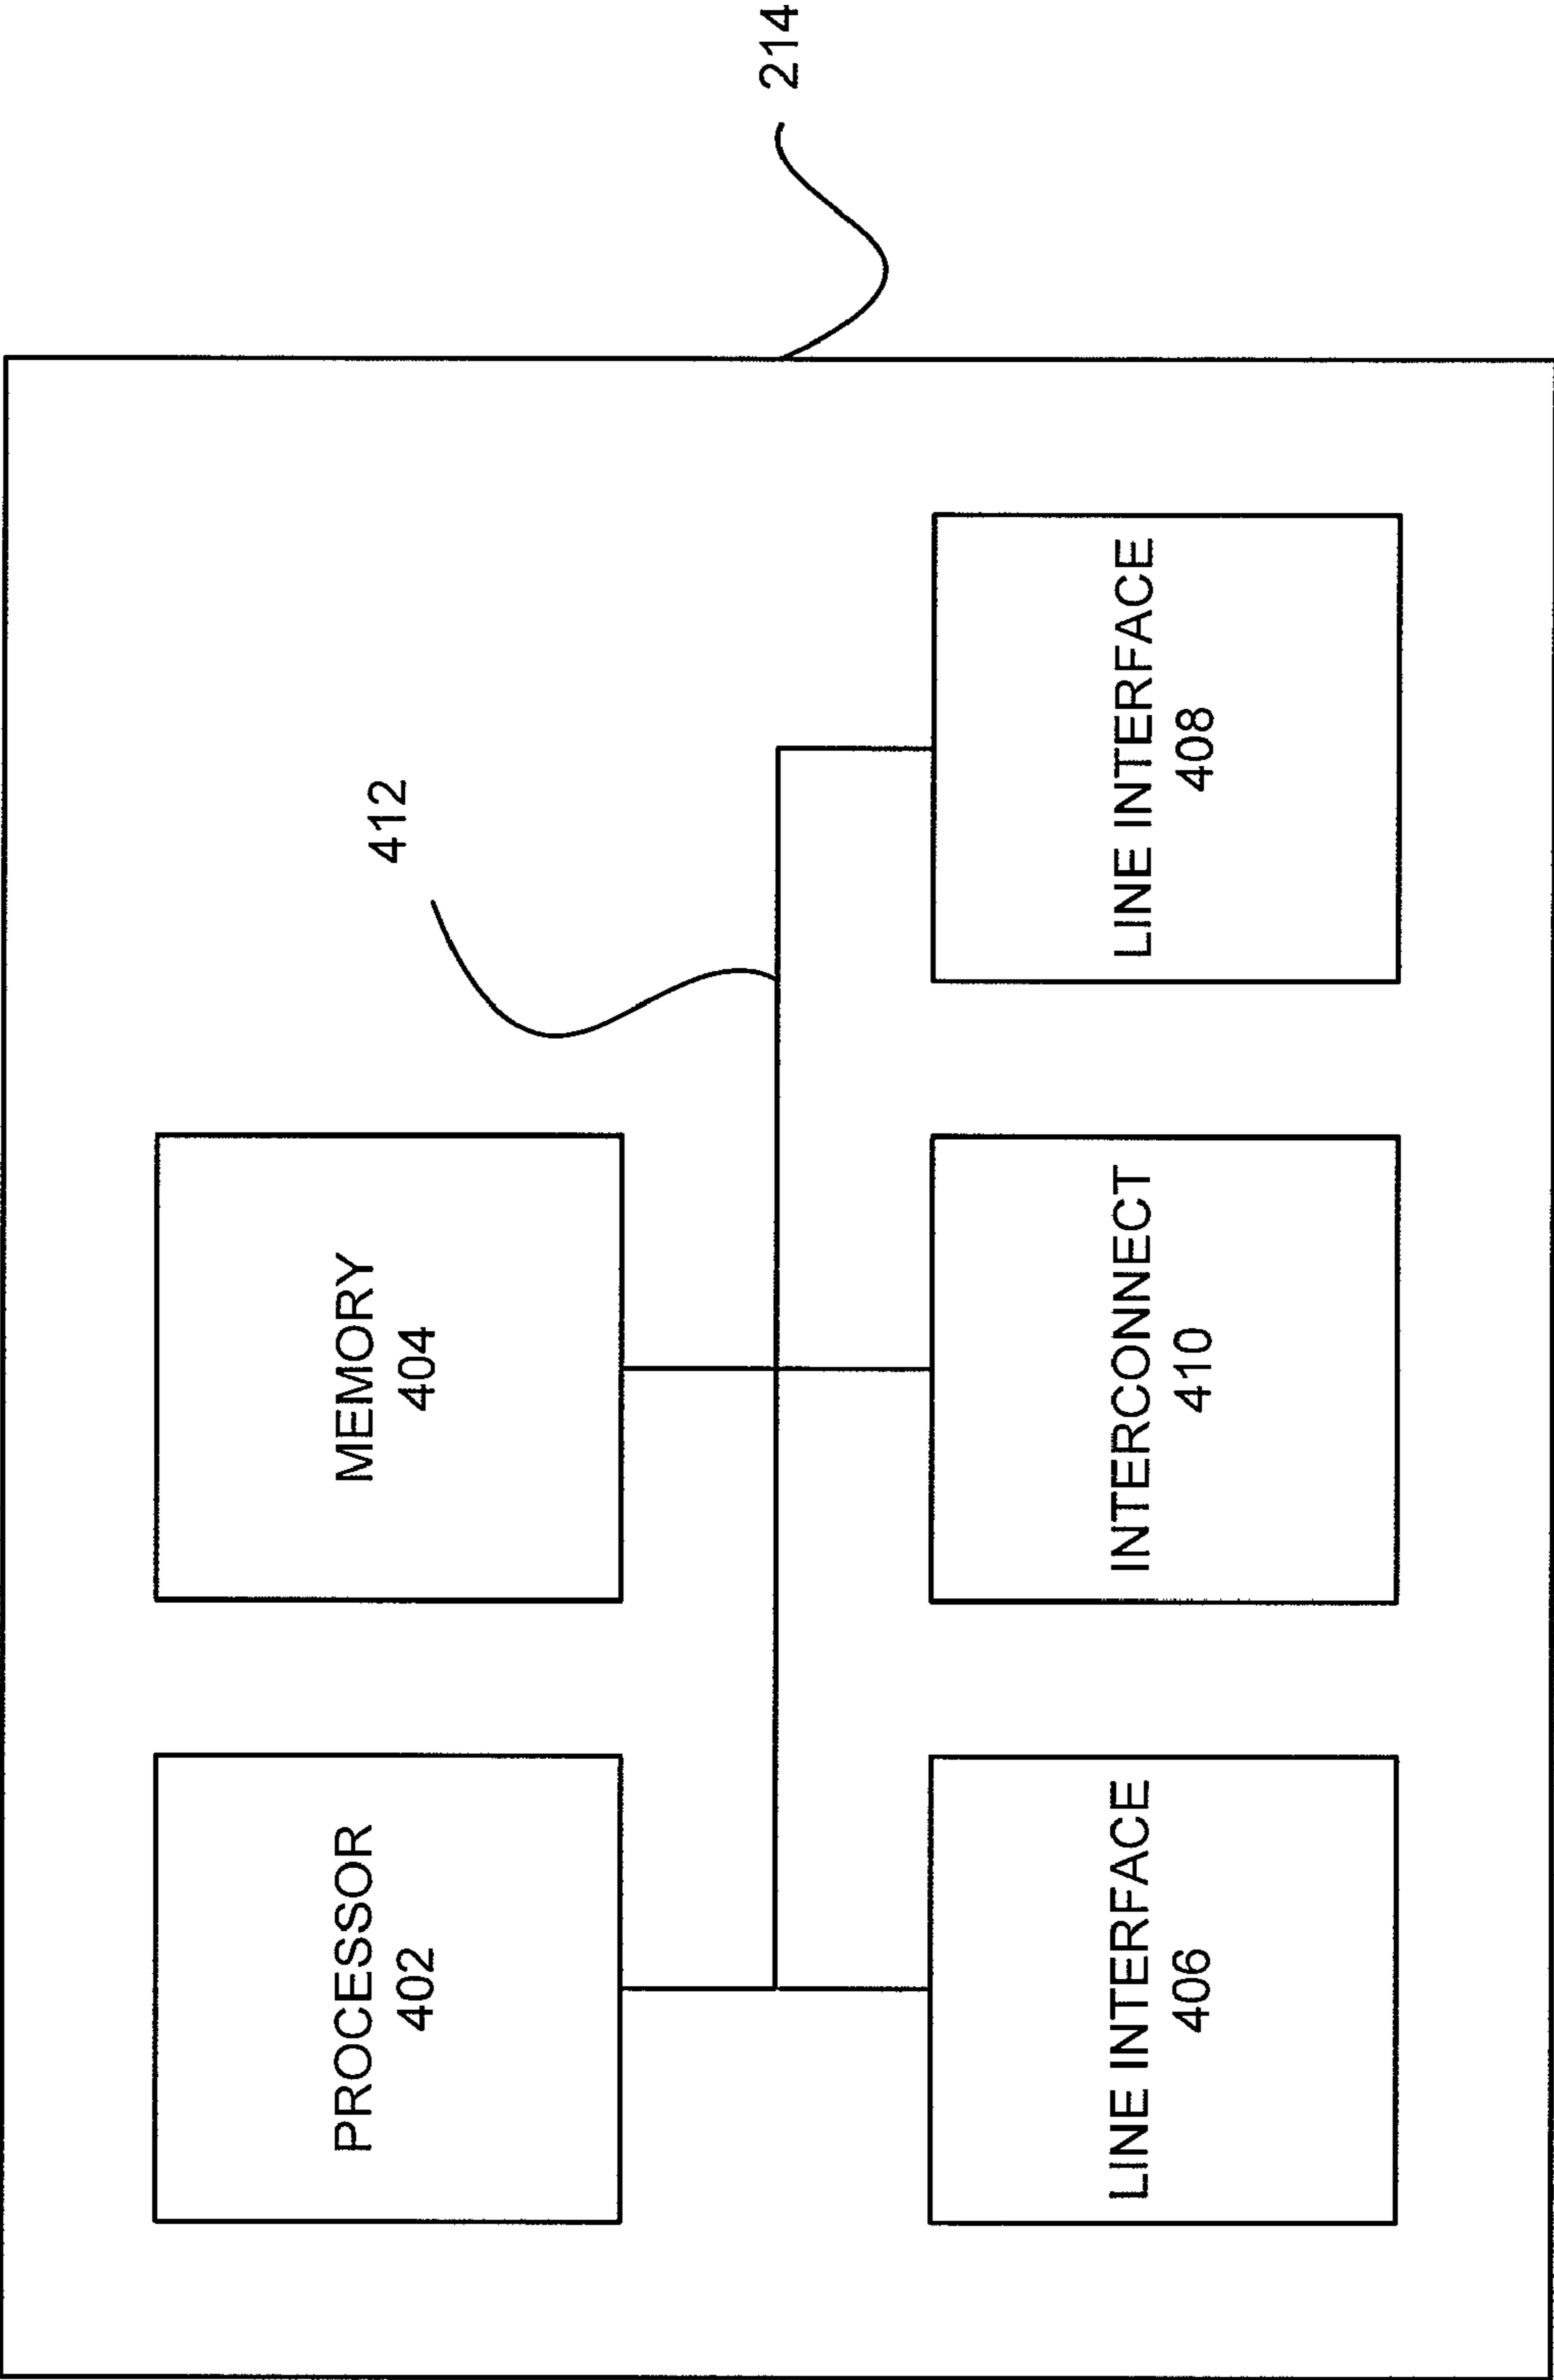 214
412
PROCESSOR
402
MEMORY
404
LINE INTERFACE
406
INTERCONNECT
410
LINE INTERFACE
408